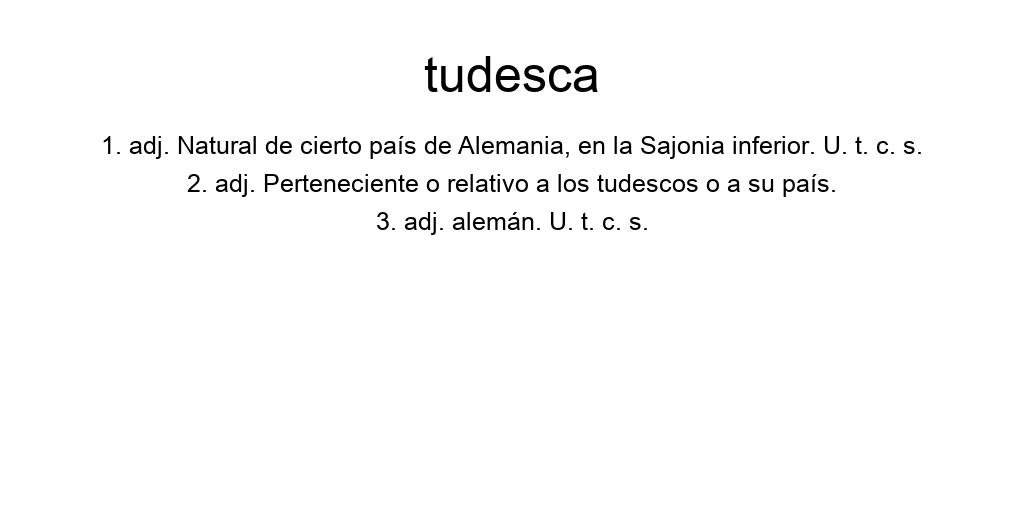 tudesca
1. adj. Natural de cierto país de Alemania, en la Sajonia inferior. U. t. c. s.
2. adj. Perteneciente o relativo a los tudescos o a su país.
3. adj. alemán. U. t. c. s.